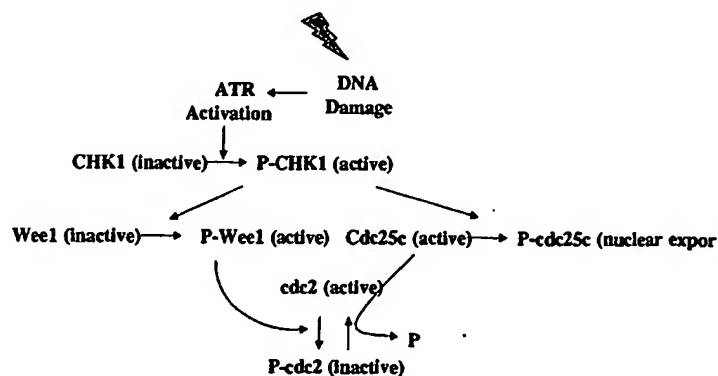 DNA
Damage
ATR
Activation
CHK1 (inactive) P-CHK1 (active)
Wee1 (inactive) P-Wee1 (active) Cdc25c (active) P-cdc25c (nuclear expor
cdc2 (active)
P
P-cdc2 (inactive)